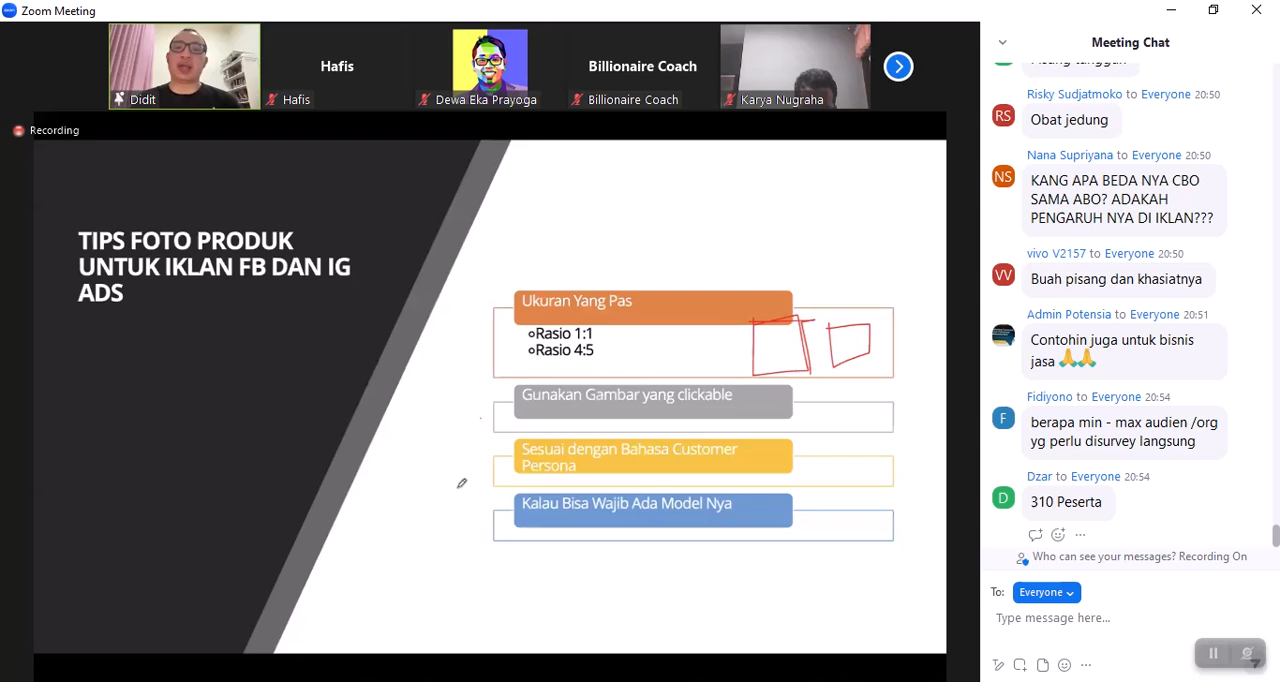 Zoom Meeting
Didit
Hafis
Hafis
Dewa Eka Prayoga
Billionaire Coach
Billionaire Coach
Karya Nugraha
Recording
TIPS FOTO PRODUK
UNTUK IKLAN FB DAN IG
ADS
Ukuran Yang Pas
Rasio 1:1
Rasio 4:5
Gunakan Gambar yang clickable
Sesuai dengan Bahasa Customer
Persona
Kalau Bisa Wajib Ada Model Nya
Meeting Chat
Risky Sudjatmoko to Everyone 20:50
RS
Obat jedung
Nana Supriyana to Everyone 20:50
NS
KANG APA BEDA NYA CBO
SAMA ABO? ADAKAH
PENGARUH NYA DI IKLAN???
vivo V2157 to Everyone 20:50
VV
Buah pisang dan khasiatnya
Admin Potensia to Everyone 20:51
Contohin juga untuk bisnis
jasa 🙏🙏
Fidiyono to Everyone 20:54
F
berapa min - max audien /org
yg perlu disurvey langsung
Dzar to Everyone 20:54
D
310 Peserta
Who can see your messages? Recording On
To: Everyone
Type message here...